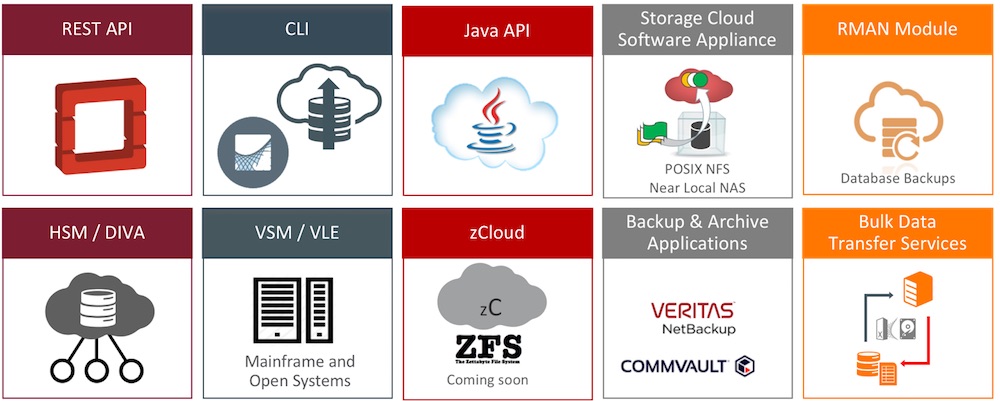 REST API
CLI
Java API
Storage Cloud
Software Appliance
RMAN Module
POSIX NFS
Near Local NAS
Database Backups
HSM / DIVA
VSM / VLE
zCloud
Backup & Archive
Applications
Bulk Data
Transfer Services
zC
ZFS
The Zettabyte File System
Mainframe and
Open Systems
Coming soon
VERITAS
NetBackup
COMMVAULT